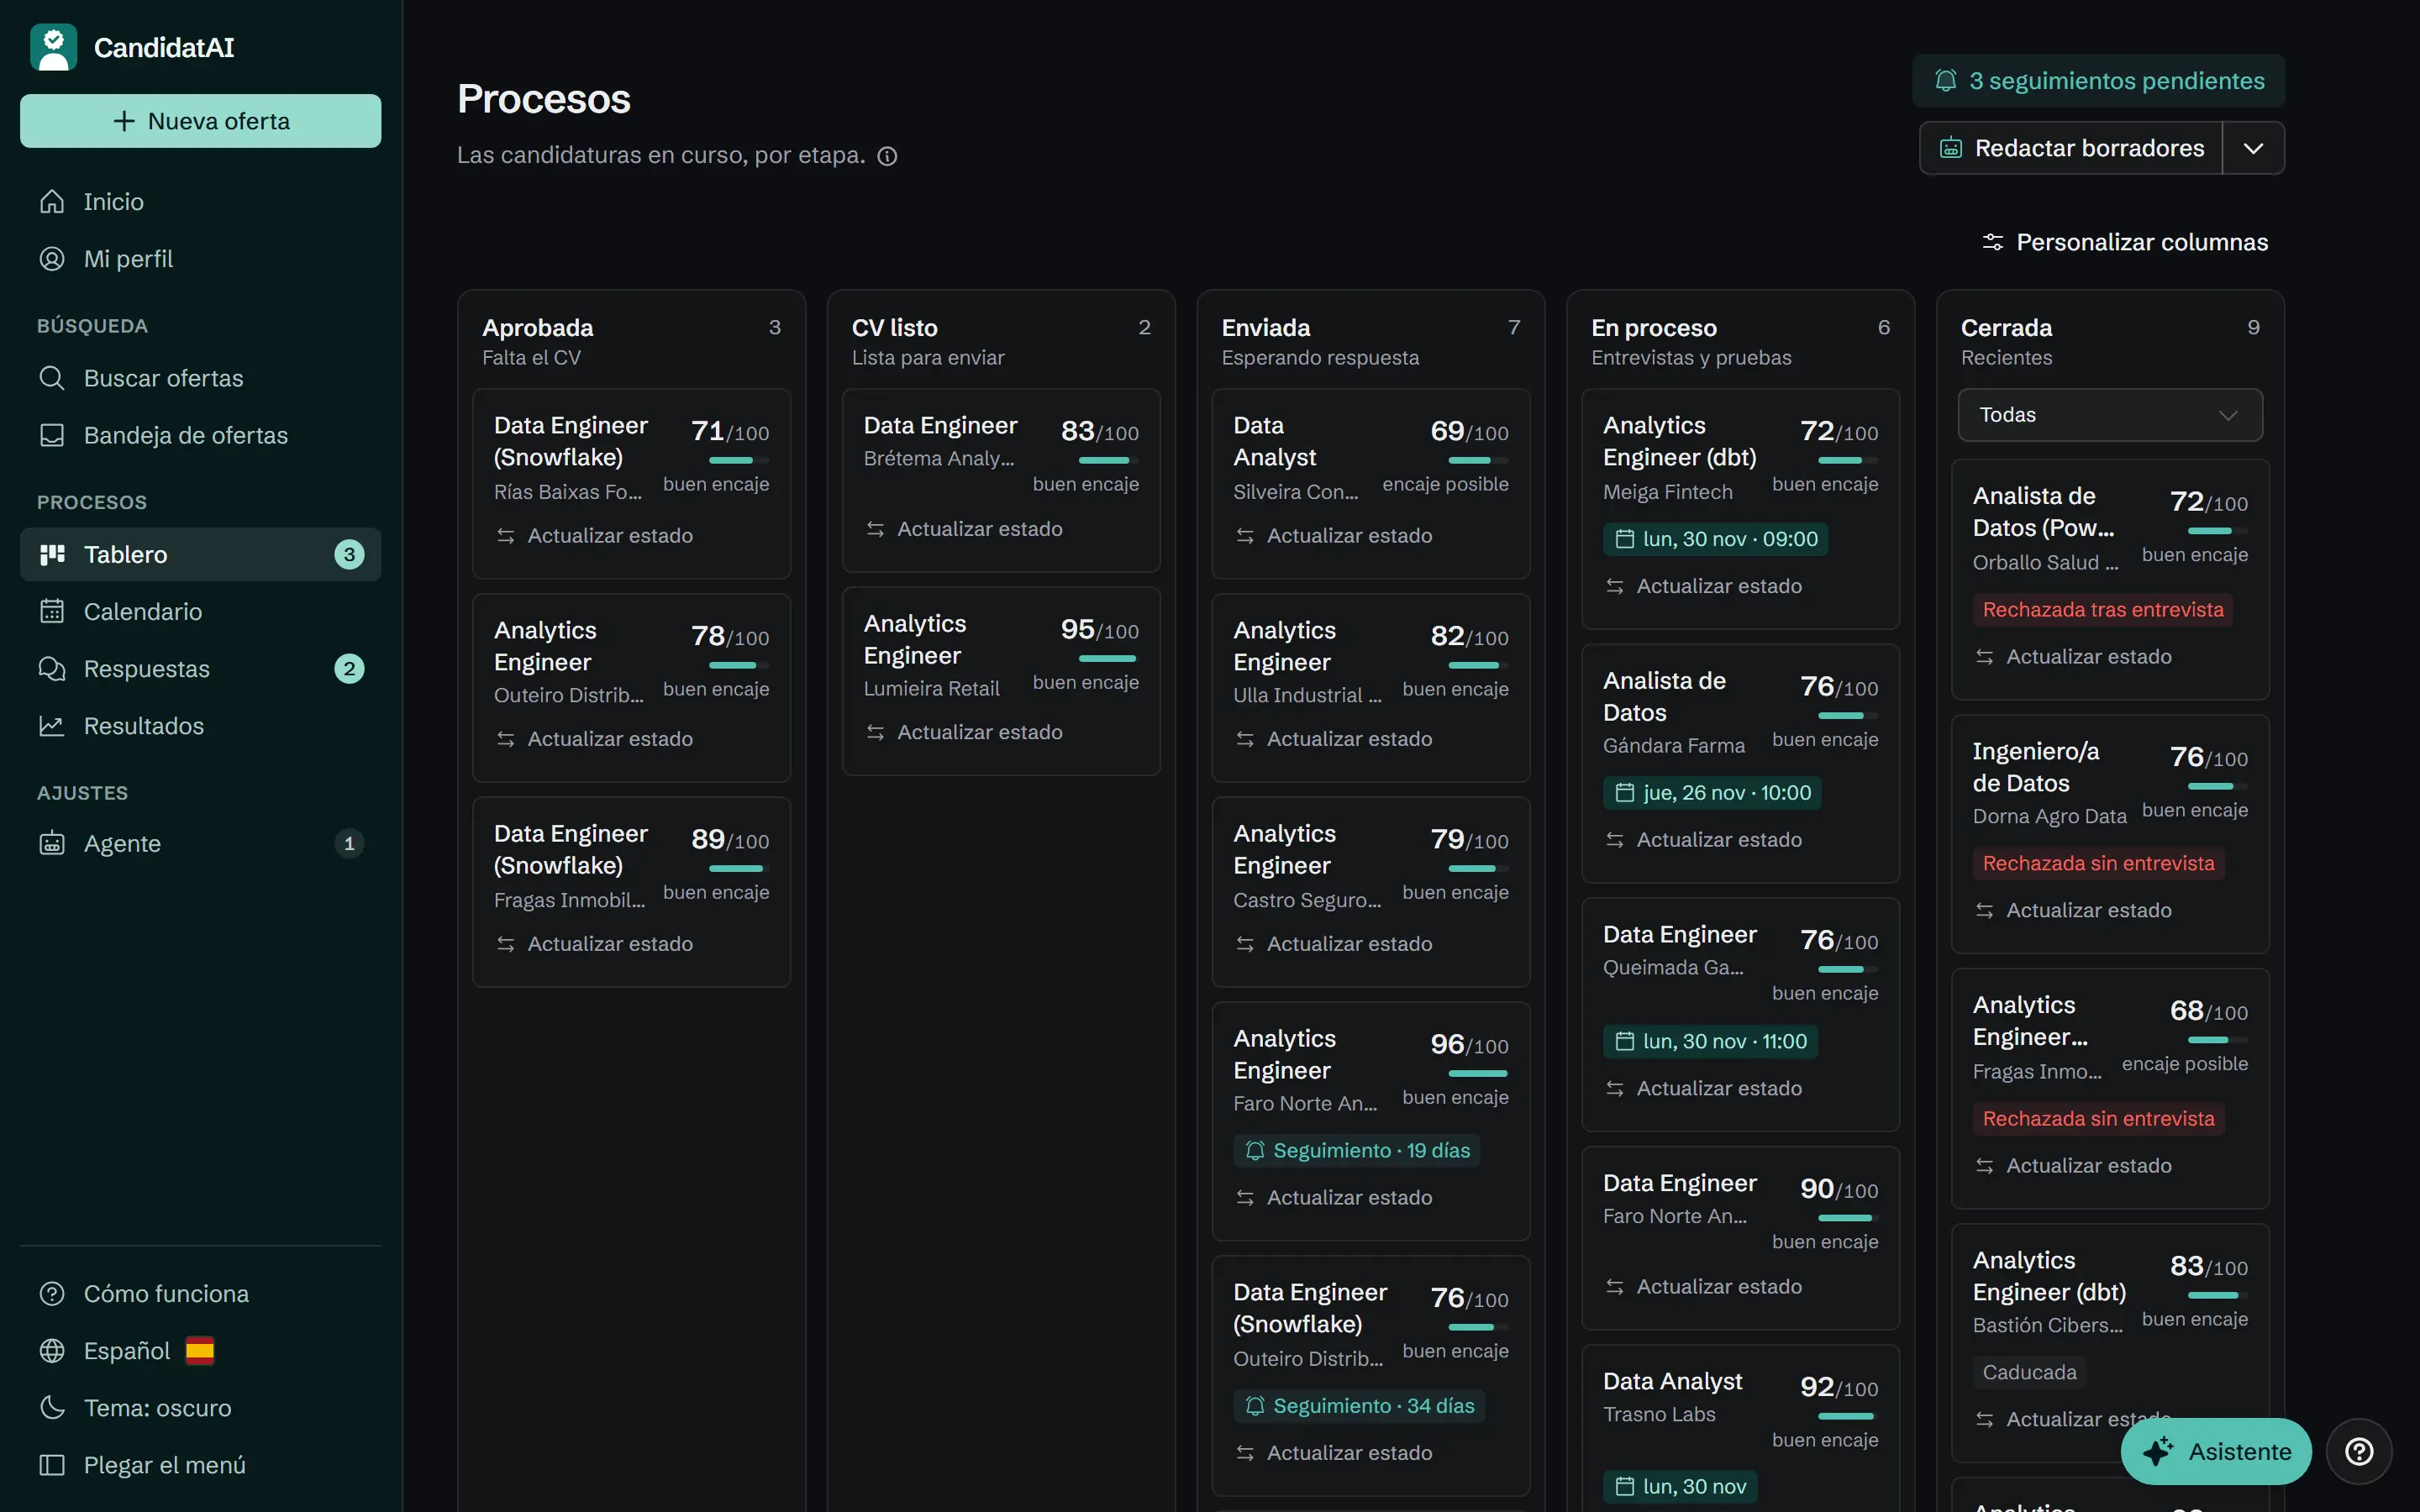 CandidatAI
Nueva oferta
Inicio
Mi perfil
BÚSQUEDA
Buscar ofertas
Bandeja de ofertas
PROCESOS
Tablero 3
Calendario
Respuestas 2
Resultados
AJUSTES
Agente 1
Cómo funciona
Español
Tema: oscuro
Plegar el menú
Procesos
Las candidaturas en curso, por etapa.
3 seguimientos pendientes
Redactar borradores
Personalizar columnas
Aprobada 3
Falta el CV
Data Engineer (Snowflake)
71/100
Rías Baixas Fo...
buen encaje
Actualizar estado
Analytics Engineer
78/100
Outeiro Distrib...
buen encaje
Actualizar estado
Data Engineer (Snowflake)
89/100
Fragas Inmobil...
buen encaje
Actualizar estado
CV listo 2
Lista para enviar
Data Engineer
83/100
Brétema Analy...
buen encaje
Actualizar estado
Analytics Engineer
95/100
Lumieira Retail
buen encaje
Actualizar estado
Enviada 7
Esperando respuesta
Data Analyst
69/100
Silveira Con...
encaje posible
Actualizar estado
Analytics Engineer
82/100
Ulla Industrial ...
buen encaje
Actualizar estado
Analytics Engineer
79/100
Castro Seguro...
buen encaje
Actualizar estado
Analytics Engineer
96/100
Faro Norte An...
buen encaje
Seguimiento · 19 días
Actualizar estado
Data Engineer (Snowflake)
76/100
Outeiro Distrib...
buen encaje
Seguimiento · 34 días
Actualizar estado
En proceso 6
Entrevistas y pruebas
Analytics Engineer (dbt)
72/100
Meiga Fintech
buen encaje
lun, 30 nov · 09:00
Actualizar estado
Analista de Datos
76/100
Gándara Farma
buen encaje
jue, 26 nov · 10:00
Actualizar estado
Data Engineer
76/100
Queimada Ga...
buen encaje
lun, 30 nov · 11:00
Actualizar estado
Data Engineer
90/100
Faro Norte An...
buen encaje
Actualizar estado
Data Analyst
92/100
Trasno Labs
buen encaje
lun, 30 nov
Cerrada 9
Recientes
Todas
Analista de Datos (Pow...
72/100
Orballo Salud ...
buen encaje
Rechazada tras entrevista
Actualizar estado
Ingeniero/a de Datos
76/100
Dorna Agro Data
buen encaje
Rechazada sin entrevista
Actualizar estado
Analytics Engineer...
68/100
Fragas Inmo...
encaje posible
Rechazada sin entrevista
Actualizar estado
Analytics Engineer (dbt)
83/100
Bastión Cibers...
buen encaje
Caducada
Actualizar estado
Asistente